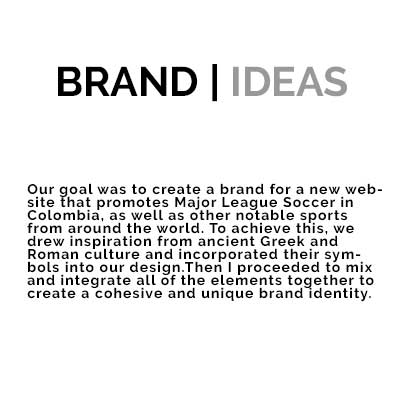 BRAND | IDEAS
Our goal was to create a brand for a new web-
site that promotes Major League Soccer in
Colombia, as well as other notable sports
from around the world. To achieve this, we
drew inspiration from ancient Greek and
Roman culture and incorporated their sym-
bols into our design.Then I proceeded to mix
and integrate all of the elements together to
create a cohesive and unique brand identity.